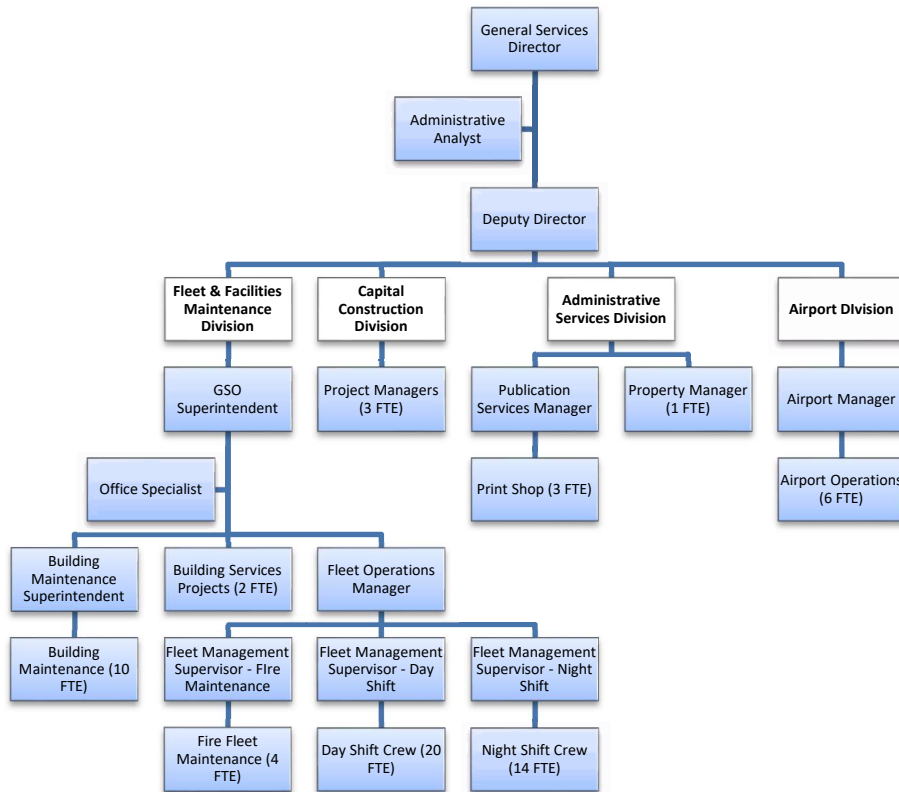 General Services
Director
Administrative
Analyst
Deputy Director
Fleet & Facilities
Maintenance
Division
Capital
Construction
Division
Administrative
Services Division
Airport DIvision
GSO
Superintendent
Project Managers
(3 FTE)
Publication
Services Manager
Property Manager
(1 FTE)
Airport Manager
Office Specialist
Print Shop (3 FTE)
Airport Operations
(6 FTE)
Building
Maintenance
Superintendent
Building Services
Projects (2 FTE)
Fleet Operations
Manager
Building
Maintenance (10
FTE)
Fleet Management
Supervisor - FIre
Maintenance
Fleet Management
Supervisor - Day
Shift
Fleet Management
Supervisor - Night
Shift
Fire Fleet
Maintenance (4
FTE)
Day Shift Crew (20
FTE)
Night Shift Crew
(14 FTE)